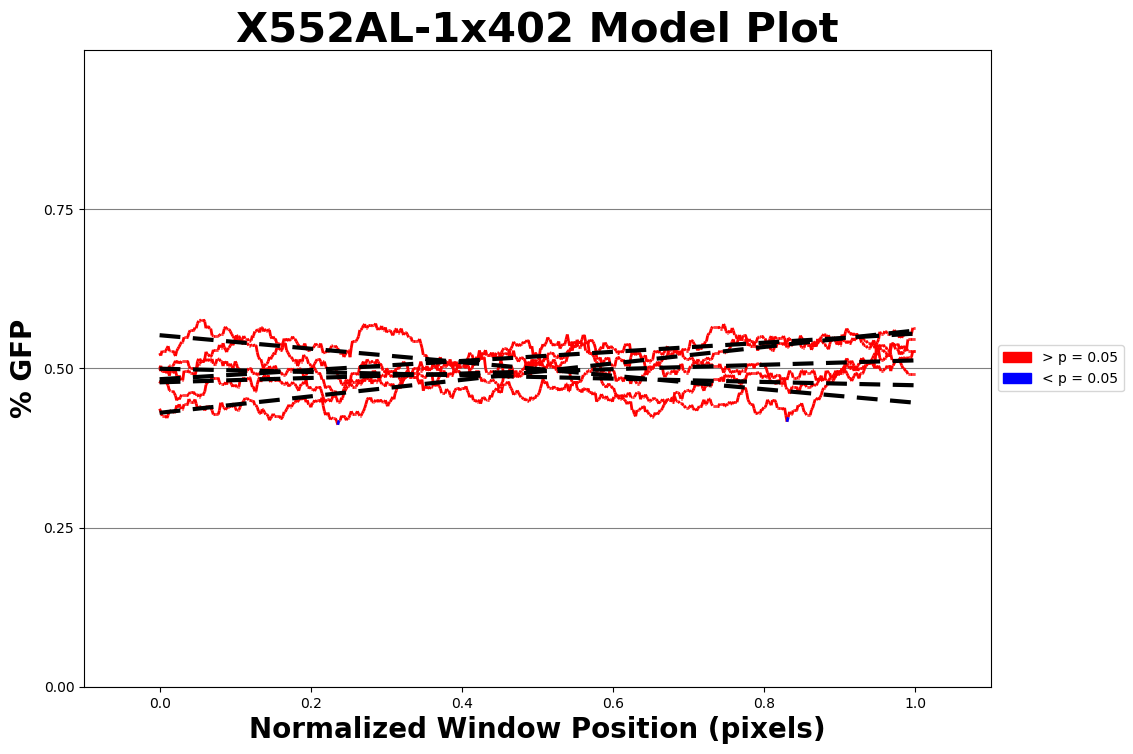 X552AL-1x402 Model Plot
% GFP
0.75
0.50
0.25
0.00
0.0 0.2 0.4 0.6 0.8 1.0
Normalized Window Position (pixels)
> p = 0.05
< p = 0.05